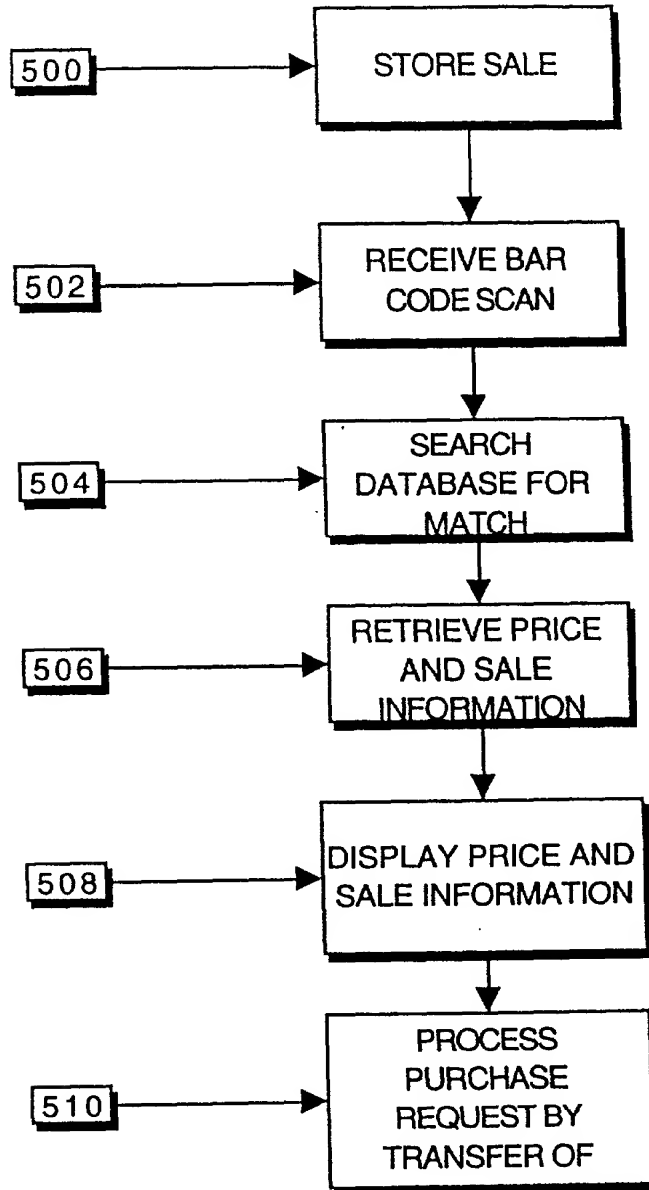 500
STORE SALE
502
RECEIVE BAR
CODE SCAN
504
SEARCH
DATABASE FOR
MATCH
506
RETRIEVE PRICE
AND SALE
INFORMATION
508
DISPLAY PRICE AND
SALE INFORMATION
510
PROCESS
PURCHASE
REQUEST BY
TRANSFER OF